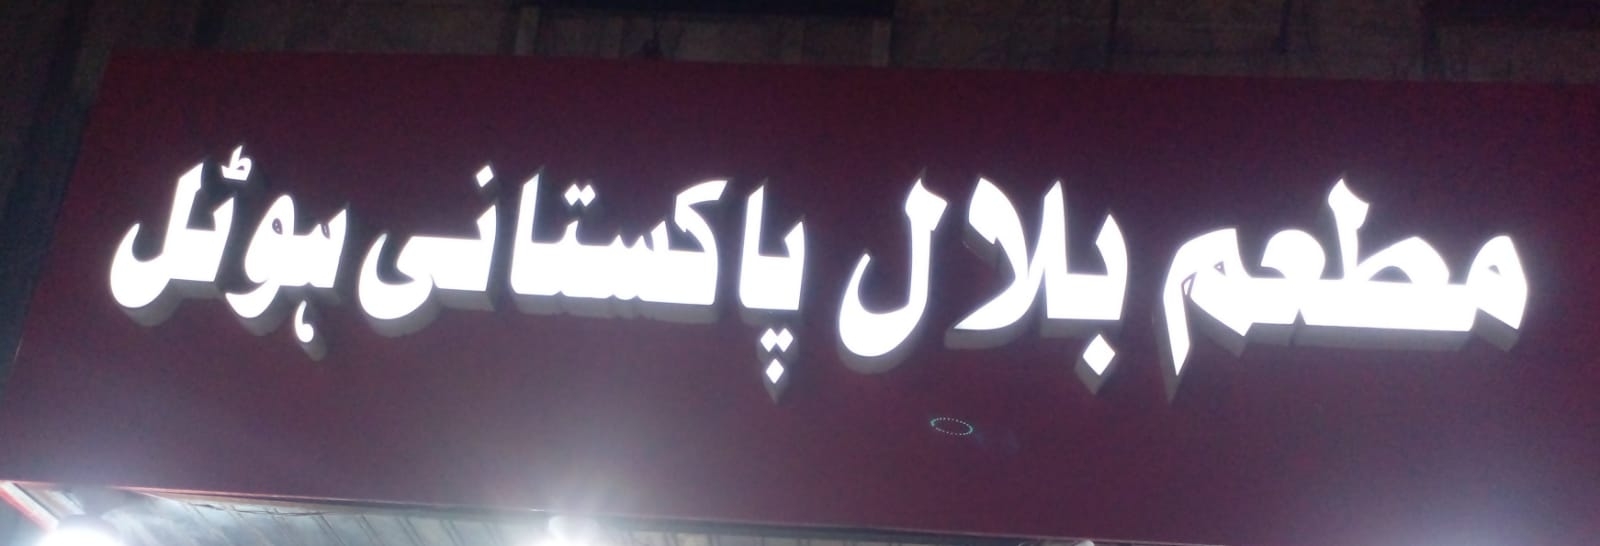 مطعم بلال پاکستانی ہوٹل